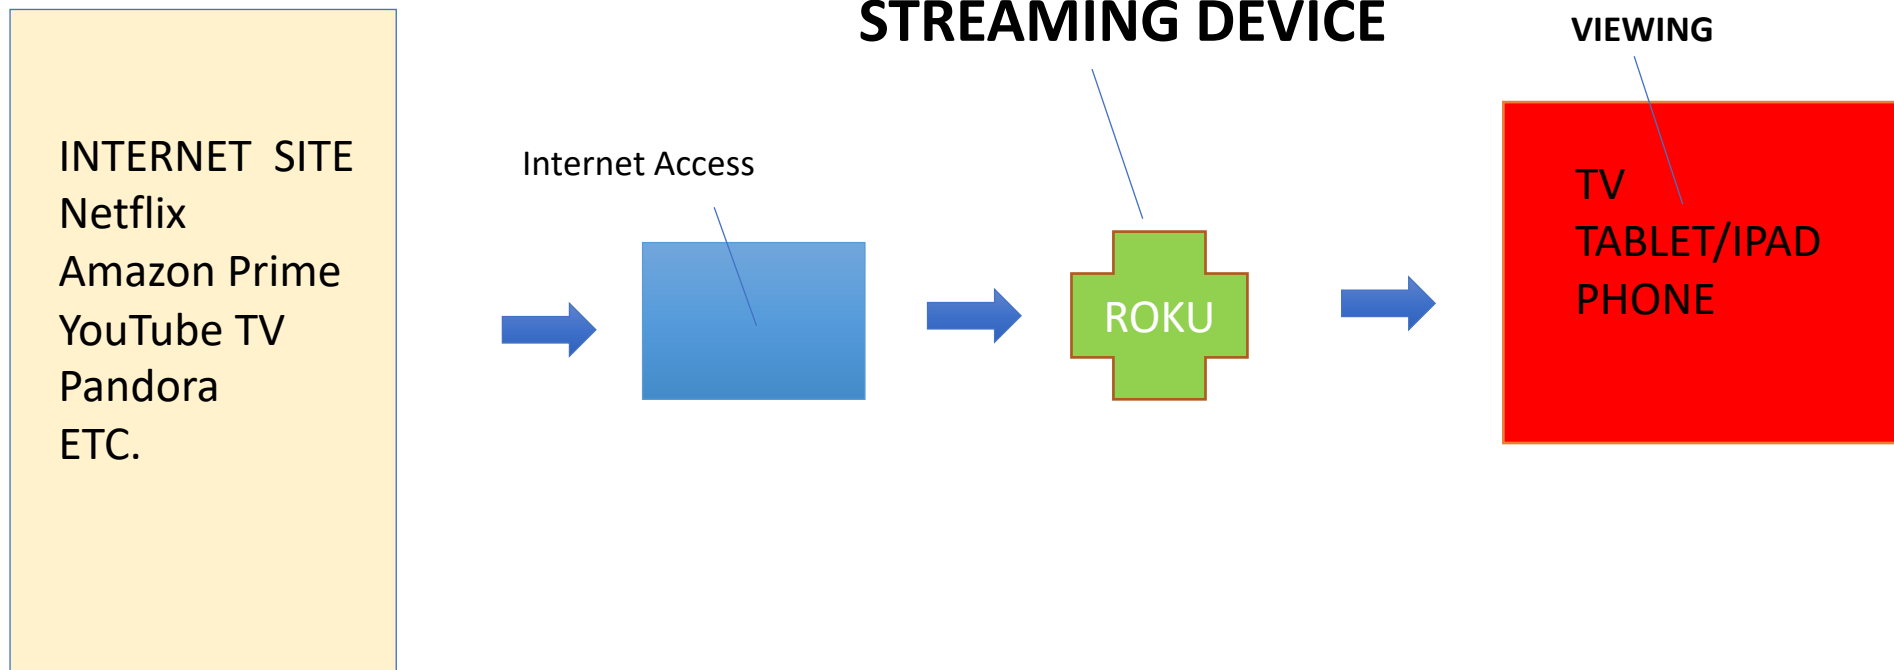 STREAMING DEVICE
VIEWING
INTERNET  SITE
Netflix
Amazon Prime
YouTube TV
Pandora
ETC.
Internet Access
ROKU
TV
TABLET/IPAD
PHONE